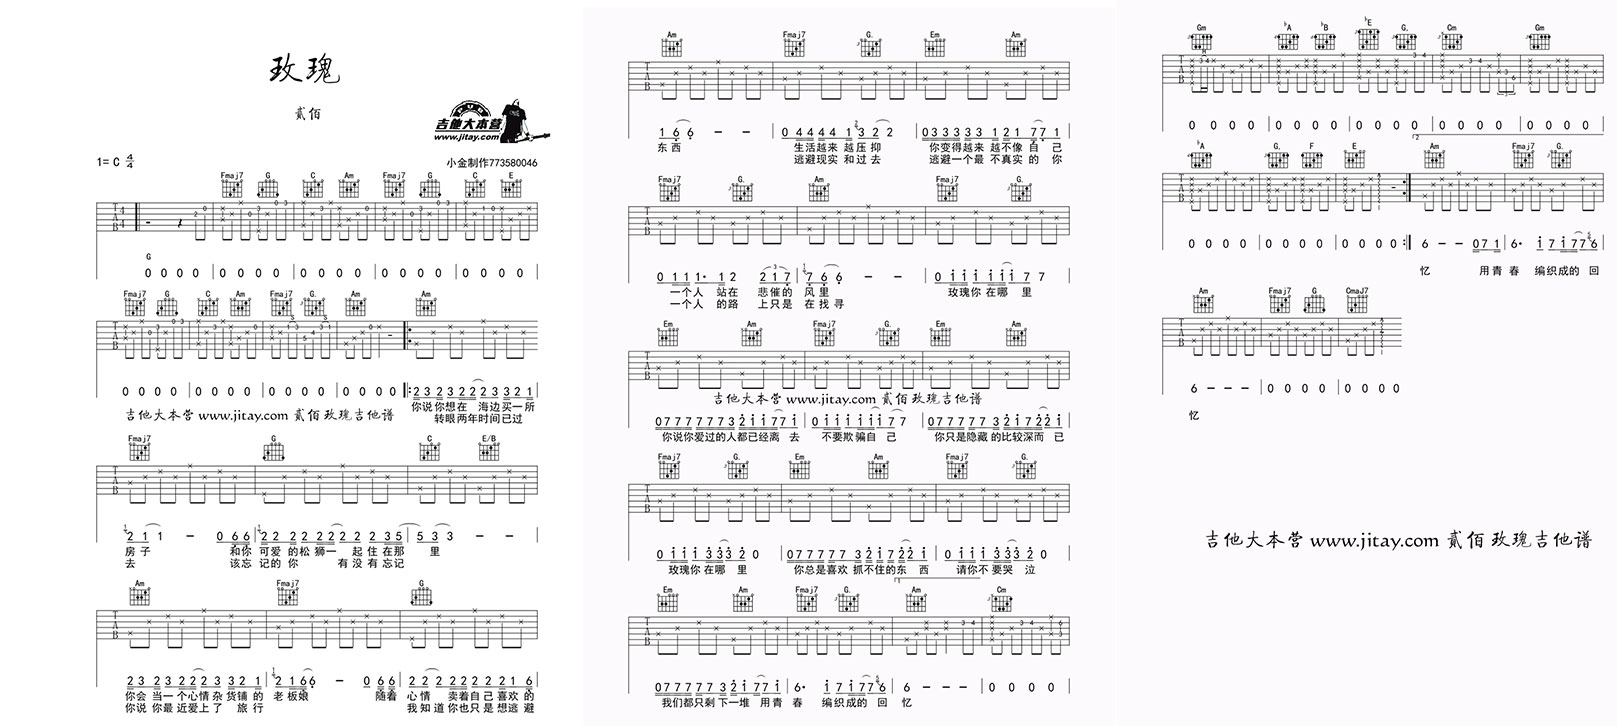 玫瑰
贰佰
吉他大本营
www.jitay.com
1= C 4/4
小金制作773580046
Fmaj7 G C Am Fmaj7 G C E
G
0 0 0 0 0 0 0 0 0 0 0 0 0 0 0 0 0 0 0 0
Fmaj7 G C Am Fmaj7 G. Am Am
0 0 0 0 0 0 0 0 0 0 0 0 0 0 0 0 2 3 2 3 2 2 2 3 3 2 1
你说你想在 海边买一所
转眼两年时间已过
吉他大本营 www.jitay.com 贰佰 玫瑰吉他谱
Fmaj7 G C E/B
2 1 1 - 0 6 6 2 2 2 2 2 2 2 2 2 3 5 5 3 3 - -
房子 和你 可爱 的松 狮一 起住在那 里
去 该忘 记的你 有没有忘记
Am Fmaj7 G
2 3 2 3 2 2 2 2 1 2 1 6 6 - 0 6 6 2 2 2 2 2 2 2 1 6
你会 当一个心情杂货铺的 老板娘 随着 心情 卖着自己喜欢的
你说 你最近爱上了 旅行 我知道你也只是想逃避
Am Fmaj7 G. Em Am
1 6 6 - - 0 4 4 4 4 1 3 2 2 0 3 3 3 3 3 1 2 1 7 7 1
东西 生活越来 越压抑 你变得越来 越不像 自己
逃避现实 和过去 逃避一个最 不真实 的 你
Fmaj7 G. Am Fmaj7 G.
0 1 1 1 1 1 2 2 1 7 7 6 6 - - 0 i i i i i 7 7
一个人 站在 悲催的 风里 玫瑰你 在哪 里
一个人 的路 上只是 在找寻
Em Am Fmaj7 G. Em Am
吉他大本营 www.jitay.com 贰佰 玫瑰吉他谱
0 7 7 7 7 7 3 2 i i 7 7 i 0 i i i i i i 7 7 0 7 7 7 7 7 3 2 i 2 2 2 i
你说你爱过的人都已经离 去 不要欺骗自 己 你只是隐藏 的比较深而 已
Fmaj7 G. Em Am Fmaj7 G.
0 i i i 3 3 3 2 0 0 7 7 7 7 7 3 2 i 7 2 2 i 0 i i i 3 3 3 2 0
玫瑰你 在哪 里 你总是喜欢 抓不住的东 西 请你不 要哭 泣
Em Am Fmaj7 G. Am Cm
0 7 7 7 7 7 3 2 i 7 7 i 6 i 7 i 7 7 6 6 - - - 0 0 0 0
我们都只剩 下一堆 用青 春 编织成的 回 忆
Gm ♭A ♭B ♭E G. Cm Gm
0 0 0 0 0 0 0 0 0 0 0 0 0 0 0 0
♭A G. F E Am Fmaj7 G
0 0 0 0 0 0 0 0 0 0 0 0 6 - - 0 7 1 6 i 7 i 7 7 6
忆 用青 春 编织成的 回
Am Fmaj7 G CmaJ7
6 - - - 0 0 0 0 0 0 0 0
忆
吉他大本营 www.jitay.com 贰佰 玫瑰吉他谱